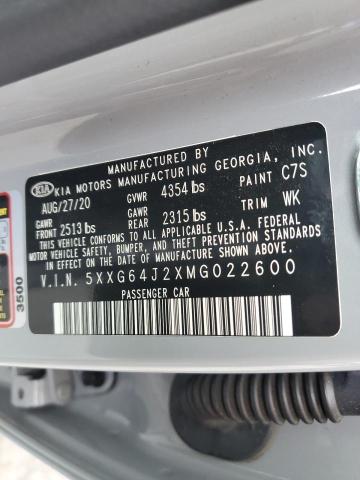 MANUFACTURED BY
KIA KIA MOTORS MANUFACTURING GEORGIA, INC.
AUG/27/20 GVWR 4354 lbs PAINT C7S
GAWR FRONT 2513 lbs GAWR REAR 2315 lbs TRIM WK
THIS VEHICLE CONFORMS TO ALL APPLICABLE U.S.A. FEDERAL
MOTOR VEHICLE SAFETY, BUMPER, AND THEFT PREVENTION STANDARDS
IN EFFECT ON THE DATE OF MANUFACTURE SHOWN ABOVE.
V.I.N. 5XXG64J2XMG022600
PASSENGER CAR
3500